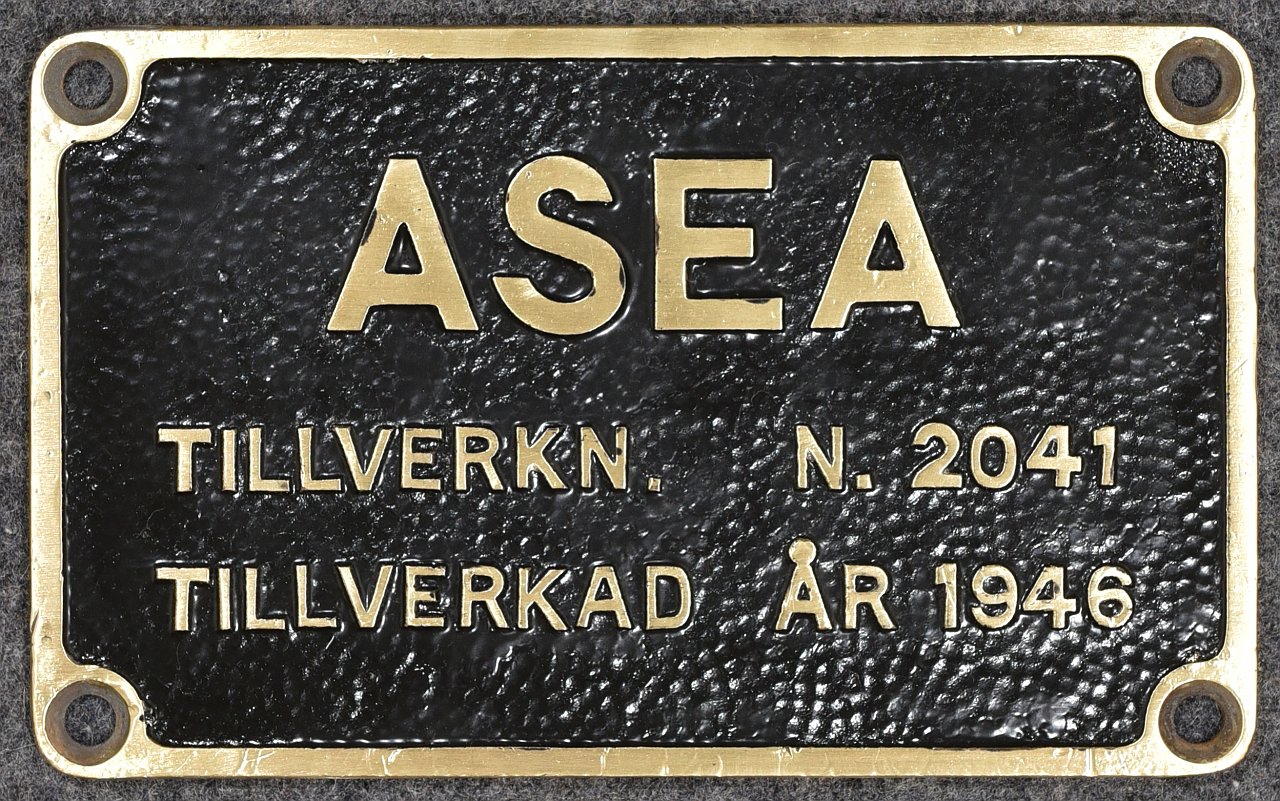 ASEA
TILLVERKN. N. 2041
TILLVERKAD ÅR 1946